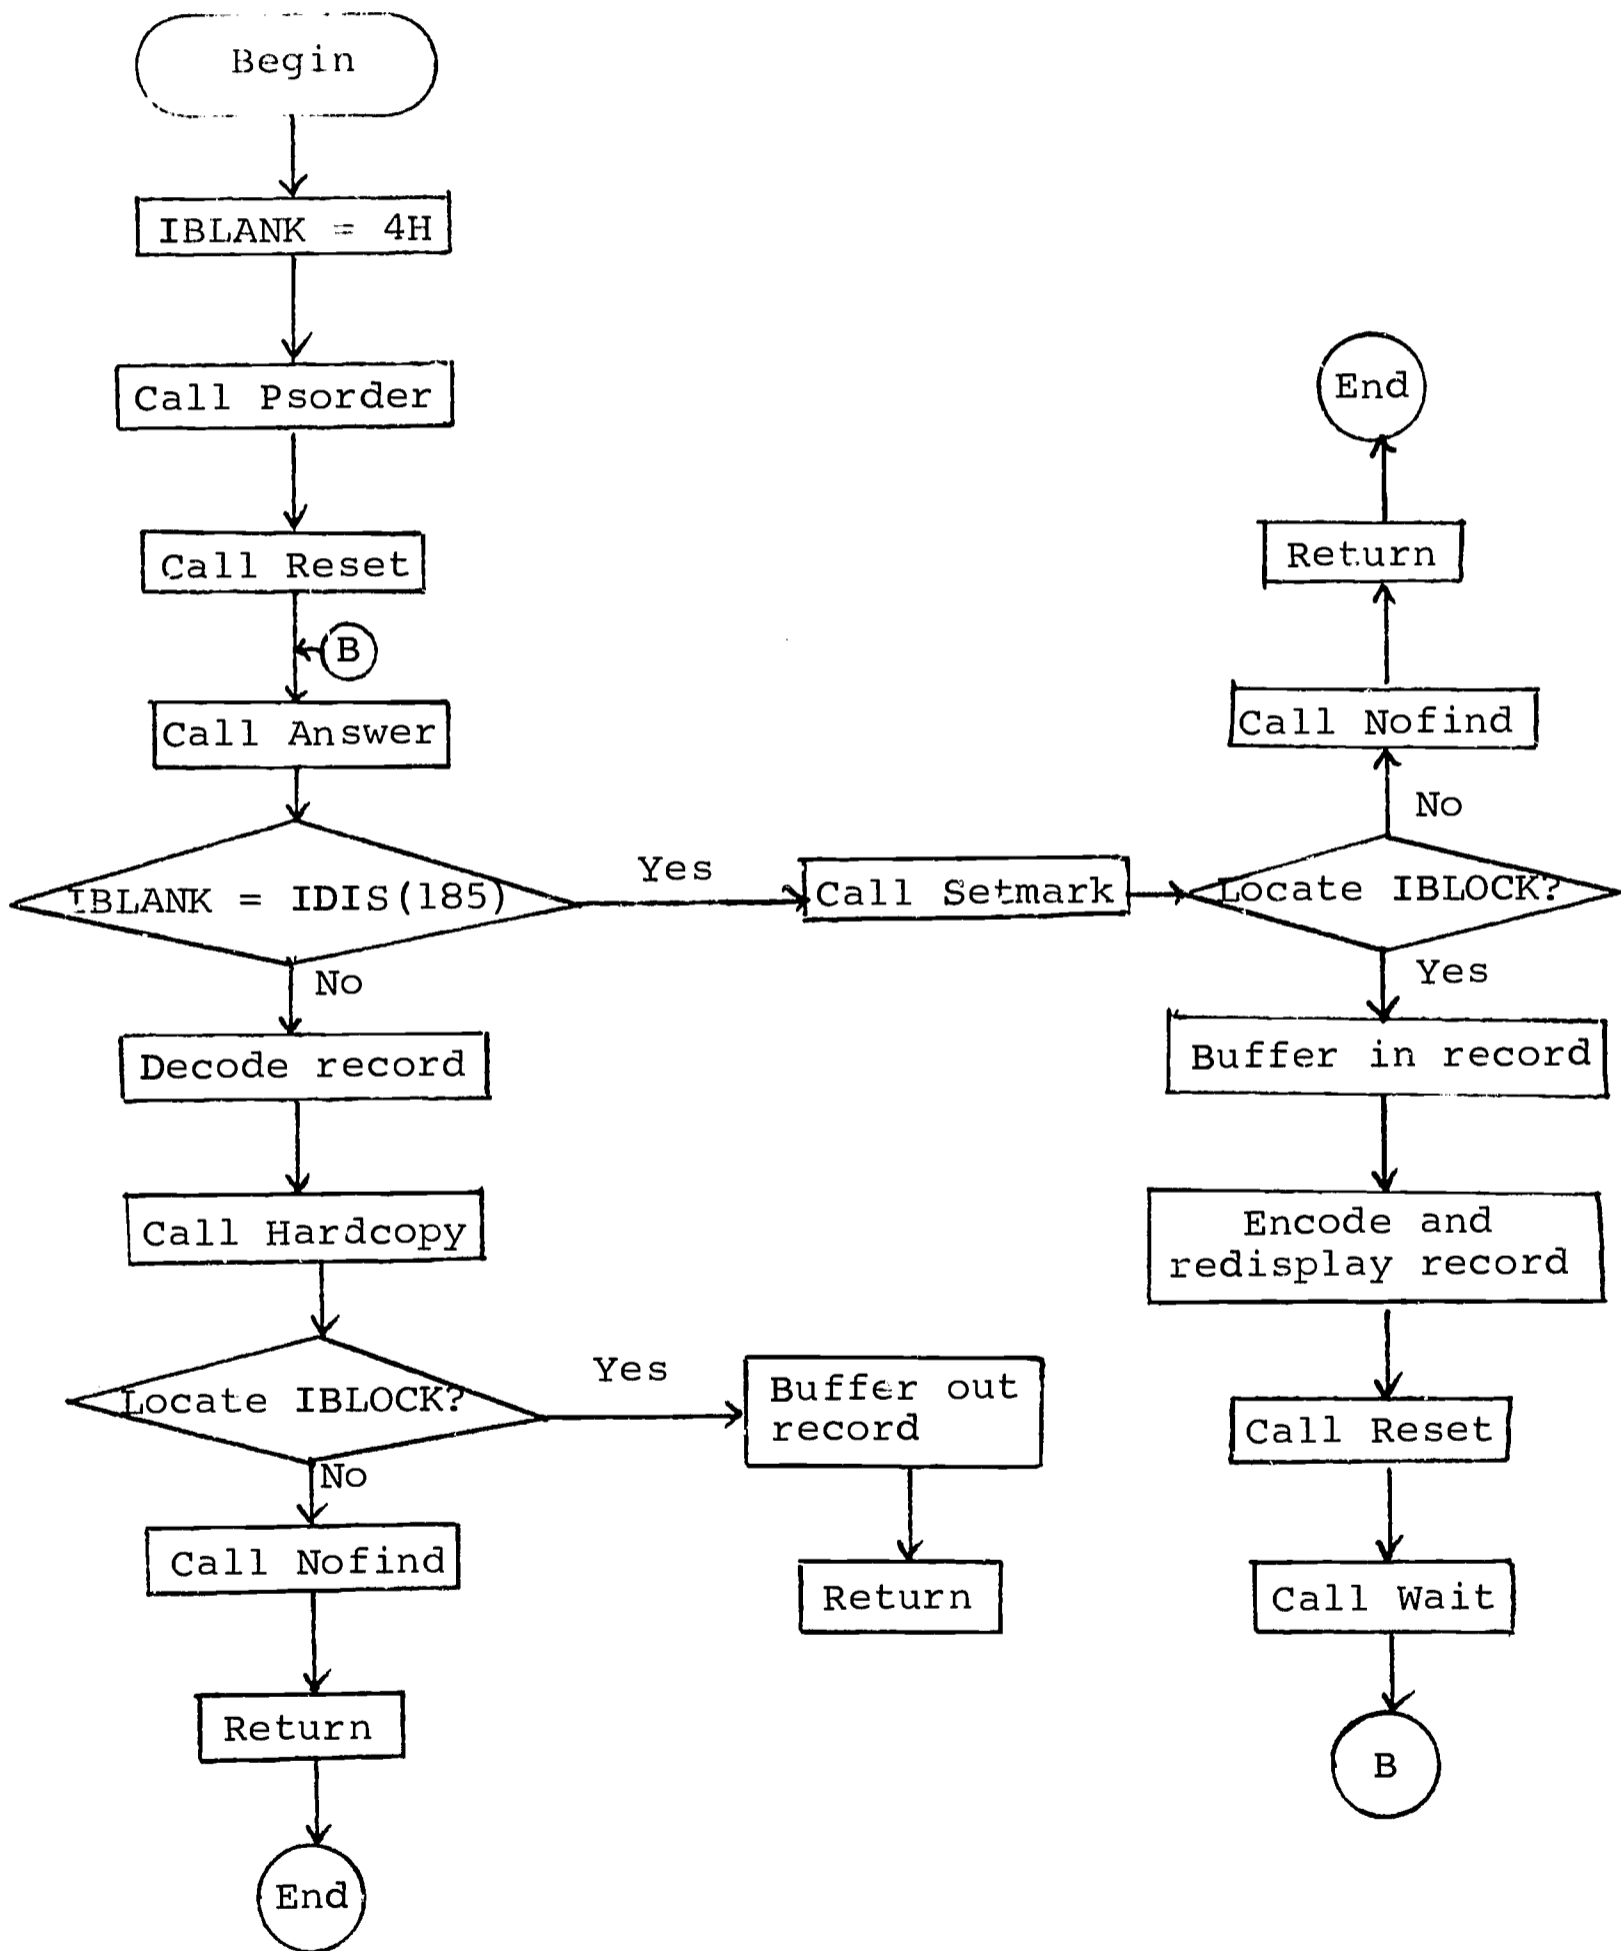 Begin
IBLANK = 4H
Call Psorder
Call Reset
B
Call Answer
IBLANK = IDIS(185)
Yes
No
Decode record
Call Hardcopy
Locate IBLOCK?
Yes
No
Call Nofind
Return
End
Buffer out
record
Return
Call Setmark
Locate IBLOCK?
No
Call Nofind
Return
End
Yes
Buffer in record
Encode and
redisplay record
Call Reset
Call Wait
B